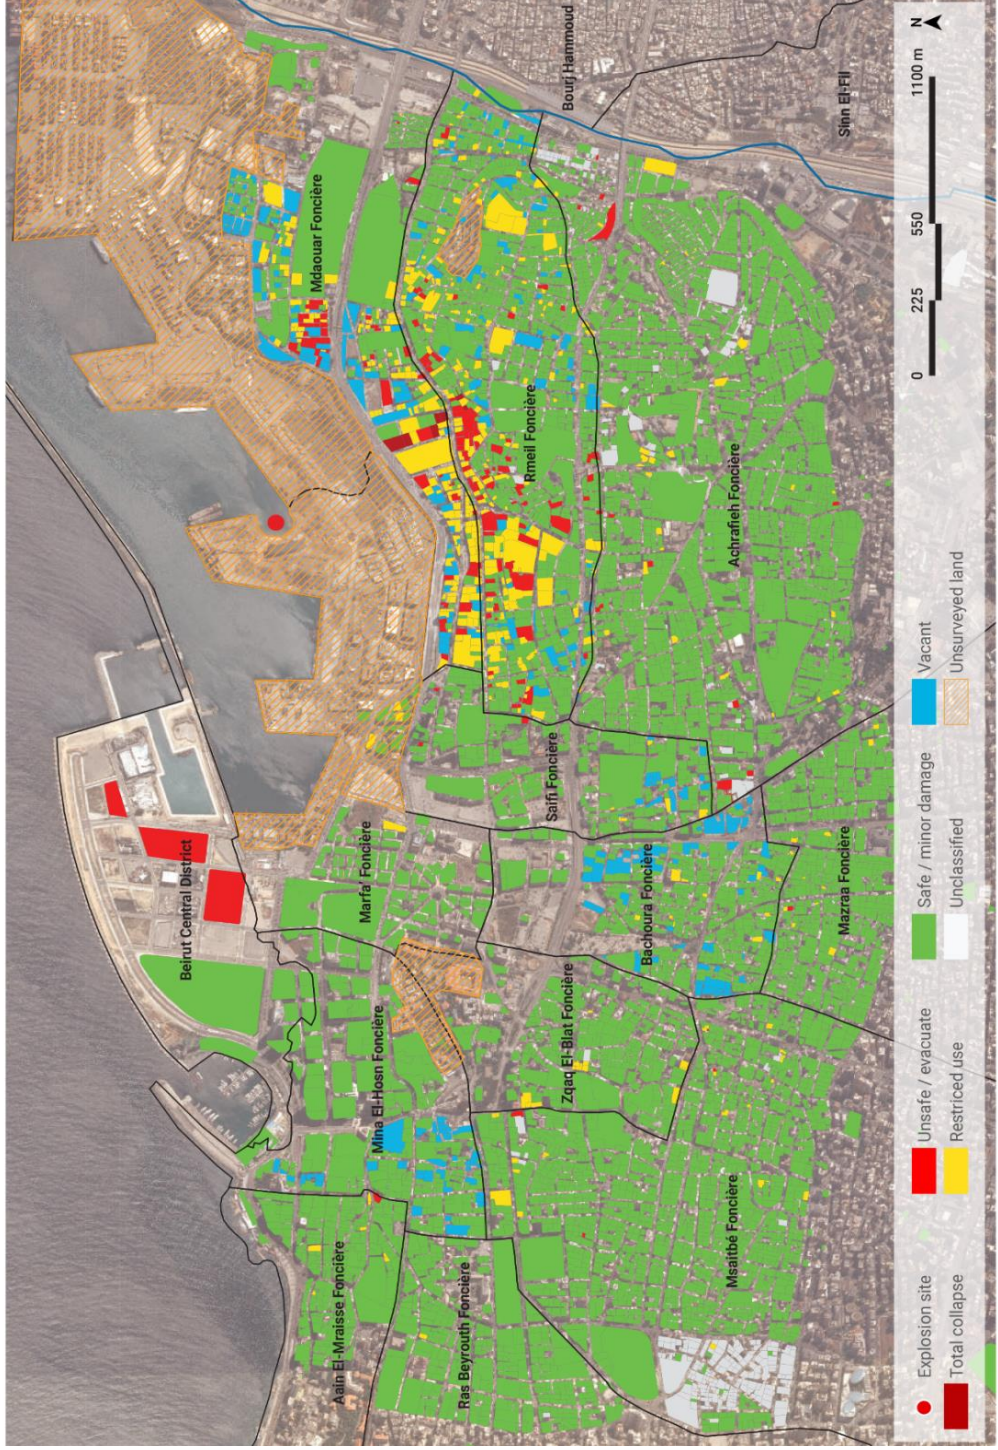 Bourj Hammoud
Sinn El-Fil
Mdaouar Foncière
Rmeil Foncière
Achrafieh Foncière
Beirut Central District
Marfa' Foncière
Saifi Foncière
Bachoura Foncière
Mazraa Foncière
Mina El-Hosn Foncière
Zqaq El-Blat Foncière
Aain El-Mraisse Foncière
Ras Beyrouth Foncière
Msaitbé Foncière
Explosion site
Unsafe / evacuate
Safe / minor damage
Vacant
Total collapse
Restriced use
Unclassified
Unsurveyed land
0
225
550
1100 m
N